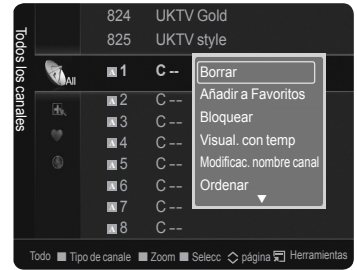 824 UKTV Gold
825 UKTV style
Todos los canales
All
A 1 C --
A 2 C --
A 3 C --
A 4 C --
A 5 C --
A 6 C --
A 7 C --
A 8 C --
Borrar
Añadir a Favoritos
Bloquear
Visual. con temp
Modificac. nombre canal
Ordenar
Todo Tipo de canale Zoom Selecc página Herramientas